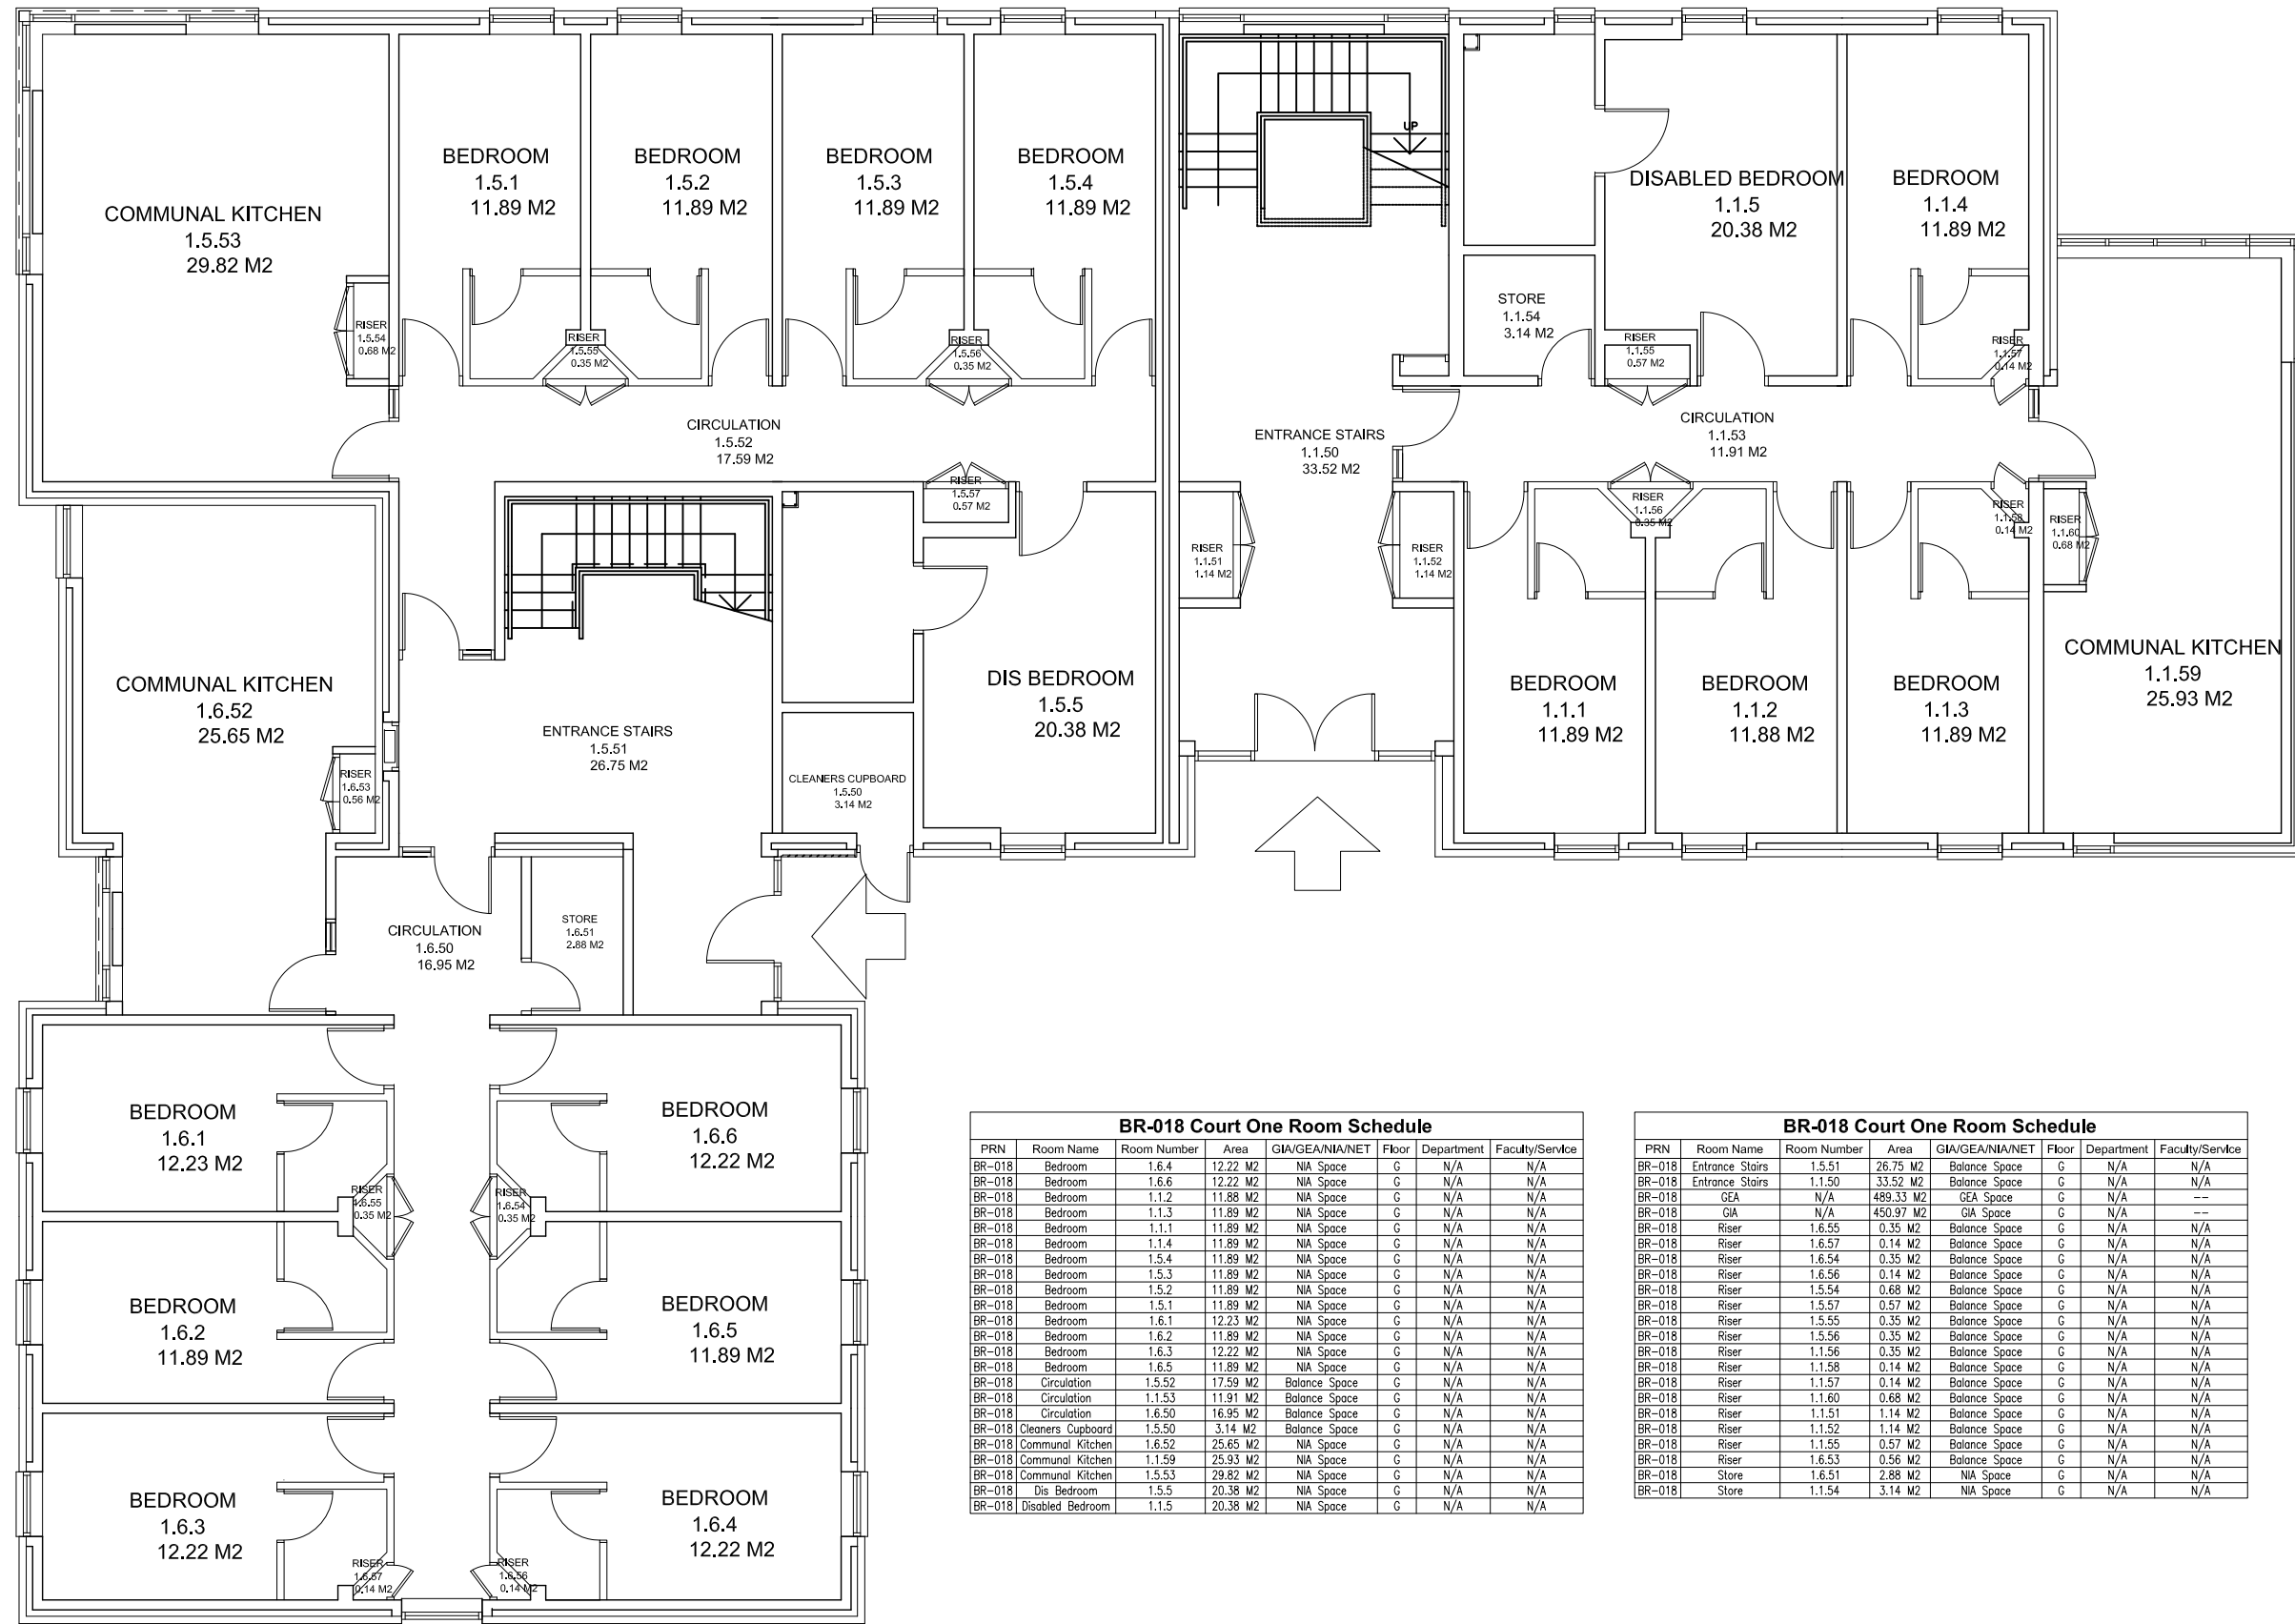 COMMUNAL KITCHEN
1.5.53
29.82 M2
BEDROOM
1.5.1
11.89 M2
BEDROOM
1.5.2
11.89 M2
BEDROOM
1.5.3
11.89 M2
BEDROOM
1.5.4
11.89 M2
UP
DISABLED BEDROOM
1.1.5
20.38 M2
BEDROOM
1.1.4
11.89 M2
RISER
1.5.54
0.68 M2
RISER
1.5.55
0.35 M2
RISER
1.5.56
0.35 M2
STORE
1.1.54
3.14 M2
RISER
1.1.55
0.57 M2
RISER
1.1.57
0.14 M2
CIRCULATION
1.5.52
17.59 M2
ENTRANCE STAIRS
1.1.50
33.52 M2
CIRCULATION
1.1.53
11.91 M2
RISER
1.5.57
0.57 M2
RISER
1.1.51
1.14 M2
RISER
1.1.52
1.14 M2
RISER
1.1.56
0.35 M2
RISER
1.1.58
0.14 M2
RISER
1.1.60
0.68 M2
COMMUNAL KITCHEN
1.6.52
25.65 M2
RISER
1.6.53
0.56 M2
ENTRANCE STAIRS
1.5.51
26.75 M2
CLEANERS CUPBOARD
1.5.50
3.14 M2
DIS BEDROOM
1.5.5
20.38 M2
BEDROOM
1.1.1
11.89 M2
BEDROOM
1.1.2
11.88 M2
BEDROOM
1.1.3
11.89 M2
COMMUNAL KITCHEN
1.1.59
25.93 M2
CIRCULATION
1.6.50
16.95 M2
STORE
1.6.51
2.88 M2
BEDROOM
1.6.1
12.23 M2
BEDROOM
1.6.6
12.22 M2
RISER
1.6.55
0.35 M2
RISER
1.6.54
0.35 M2
BEDROOM
1.6.2
11.89 M2
BEDROOM
1.6.5
11.89 M2
BEDROOM
1.6.3
12.22 M2
BEDROOM
1.6.4
12.22 M2
RISER
1.6.57
0.14 M2
RISER
1.6.56
0.14 M2
BR-018 Court One Room Schedule
PRN Room Name Room Number Area GIA/GEA/NIA/NET Floor Department Faculty/Service
BR-018 Bedroom 1.6.4 12.22 M2 NIA Space G N/A N/A
BR-018 Bedroom 1.6.6 12.22 M2 NIA Space G N/A N/A
BR-018 Bedroom 1.1.2 11.88 M2 NIA Space G N/A N/A
BR-018 Bedroom 1.1.3 11.89 M2 NIA Space G N/A N/A
BR-018 Bedroom 1.1.1 11.89 M2 NIA Space G N/A N/A
BR-018 Bedroom 1.1.4 11.89 M2 NIA Space G N/A N/A
BR-018 Bedroom 1.5.4 11.89 M2 NIA Space G N/A N/A
BR-018 Bedroom 1.5.3 11.89 M2 NIA Space G N/A N/A
BR-018 Bedroom 1.5.2 11.89 M2 NIA Space G N/A N/A
BR-018 Bedroom 1.5.1 11.89 M2 NIA Space G N/A N/A
BR-018 Bedroom 1.6.1 12.23 M2 NIA Space G N/A N/A
BR-018 Bedroom 1.6.2 11.89 M2 NIA Space G N/A N/A
BR-018 Bedroom 1.6.3 12.22 M2 NIA Space G N/A N/A
BR-018 Bedroom 1.6.5 11.89 M2 NIA Space G N/A N/A
BR-018 Circulation 1.5.52 17.59 M2 Balance Space G N/A N/A
BR-018 Circulation 1.1.53 11.91 M2 Balance Space G N/A N/A
BR-018 Circulation 1.6.50 16.95 M2 Balance Space G N/A N/A
BR-018 Cleaners Cupboard 1.5.50 3.14 M2 Balance Space G N/A N/A
BR-018 Communal Kitchen 1.6.52 25.65 M2 NIA Space G N/A N/A
BR-018 Communal Kitchen 1.1.59 25.93 M2 NIA Space G N/A N/A
BR-018 Communal Kitchen 1.5.53 29.82 M2 NIA Space G N/A N/A
BR-018 Dis Bedroom 1.5.5 20.38 M2 NIA Space G N/A N/A
BR-018 Disabled Bedroom 1.1.5 20.38 M2 NIA Space G N/A N/A
BR-018 Court One Room Schedule
PRN Room Name Room Number Area GIA/GEA/NIA/NET Floor Department Faculty/Service
BR-018 Entrance Stairs 1.5.51 26.75 M2 Balance Space G N/A N/A
BR-018 Entrance Stairs 1.1.50 33.52 M2 Balance Space G N/A N/A
BR-018 GEA N/A 489.33 M2 GEA Space G N/A --
BR-018 GIA N/A 450.97 M2 GIA Space G N/A --
BR-018 Riser 1.6.55 0.35 M2 Balance Space G N/A N/A
BR-018 Riser 1.6.57 0.14 M2 Balance Space G N/A N/A
BR-018 Riser 1.6.54 0.35 M2 Balance Space G N/A N/A
BR-018 Riser 1.6.56 0.14 M2 Balance Space G N/A N/A
BR-018 Riser 1.5.54 0.68 M2 Balance Space G N/A N/A
BR-018 Riser 1.5.57 0.57 M2 Balance Space G N/A N/A
BR-018 Riser 1.5.55 0.35 M2 Balance Space G N/A N/A
BR-018 Riser 1.5.56 0.35 M2 Balance Space G N/A N/A
BR-018 Riser 1.1.56 0.35 M2 Balance Space G N/A N/A
BR-018 Riser 1.1.58 0.14 M2 Balance Space G N/A N/A
BR-018 Riser 1.1.57 0.14 M2 Balance Space G N/A N/A
BR-018 Riser 1.1.60 0.68 M2 Balance Space G N/A N/A
BR-018 Riser 1.1.51 1.14 M2 Balance Space G N/A N/A
BR-018 Riser 1.1.52 1.14 M2 Balance Space G N/A N/A
BR-018 Riser 1.1.55 0.57 M2 Balance Space G N/A N/A
BR-018 Riser 1.6.53 0.56 M2 Balance Space G N/A N/A
BR-018 Store 1.6.51 2.88 M2 NIA Space G N/A N/A
BR-018 Store 1.1.54 3.14 M2 NIA Space G N/A N/A